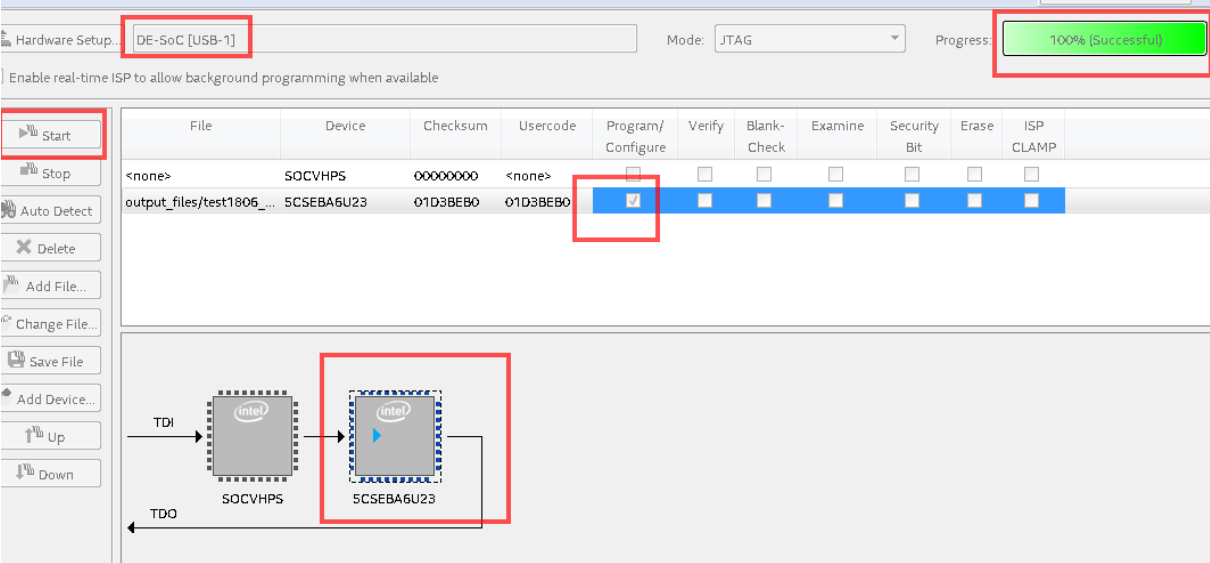 Hardware Setup... DE-SoC [USB-1] Mode: JTAG Progress: 100% (Successful)
Enable real-time ISP to allow background programming when available
Start
Stop
Auto Detect
Delete
Add File...
Change File...
Save File
Add Device...
Up
Down
File Device Checksum Usercode Program/ Verify Blank- Examine Security Erase ISP
Configure Check Bit CLAMP
<none> SOCVHPS 00000000 <none>
output_files/test1806_... 5CSEBA6U23 01D3BEB0 01D3BEB0
TDI
intel
intel
SOCVHPS
5CSEBA6U23
TDO